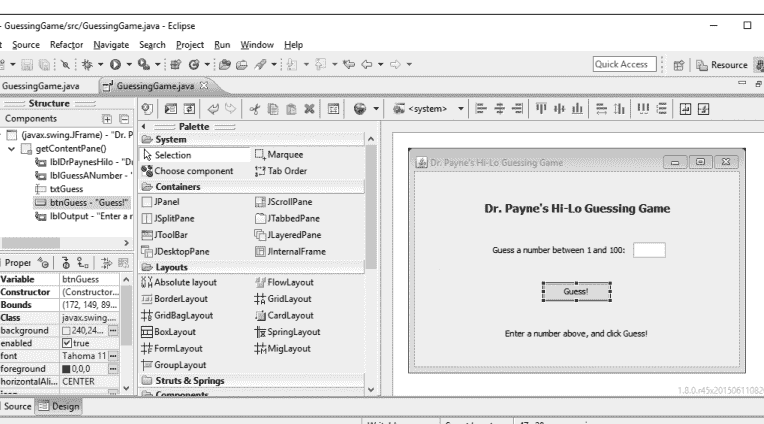 - GuessingGame/src/GuessingGame.java - Eclipse
t Source Refactor Navigate Search Project Run Window Help
Quick Access
Resource
GuessingGame.java
GuessingGame.java
Structure
Components
(javax.swing.JFrame) - "Dr. P
getContentPane()
lblDrPaynesHilo - "D
lblGuessANumber - "
txtGuess
btnGuess - "Guess!"
lblOutput - "Enter a r
Proper
Variable btnGuess
Constructor (Constructor...
Bounds (172, 149, 89...
Class javax.swing....
background 240,24... ...
enabled true
font Tahoma 11 ...
foreground 0,0,0 ...
horizontalAli... CENTER
Source Design
<system>
Palette
System
Selection Marquee
Choose component Tab Order
Containers
JPanel JScrollPane
JSplitPane JTabbedPane
JToolBar JLayeredPane
JDesktopPane JInternalFrame
Layouts
Absolute layout FlowLayout
BorderLayout GridLayout
GridBagLayout CardLayout
BoxLayout SpringLayout
FormLayout MigLayout
GroupLayout
Struts & Springs
Components
Dr. Payne's Hi-Lo Guessing Game
Dr. Payne's Hi-Lo Guessing Game
Guess a number between 1 and 100:
Guess!
Enter a number above, and click Guess!
1.8.0.r45x20150611082